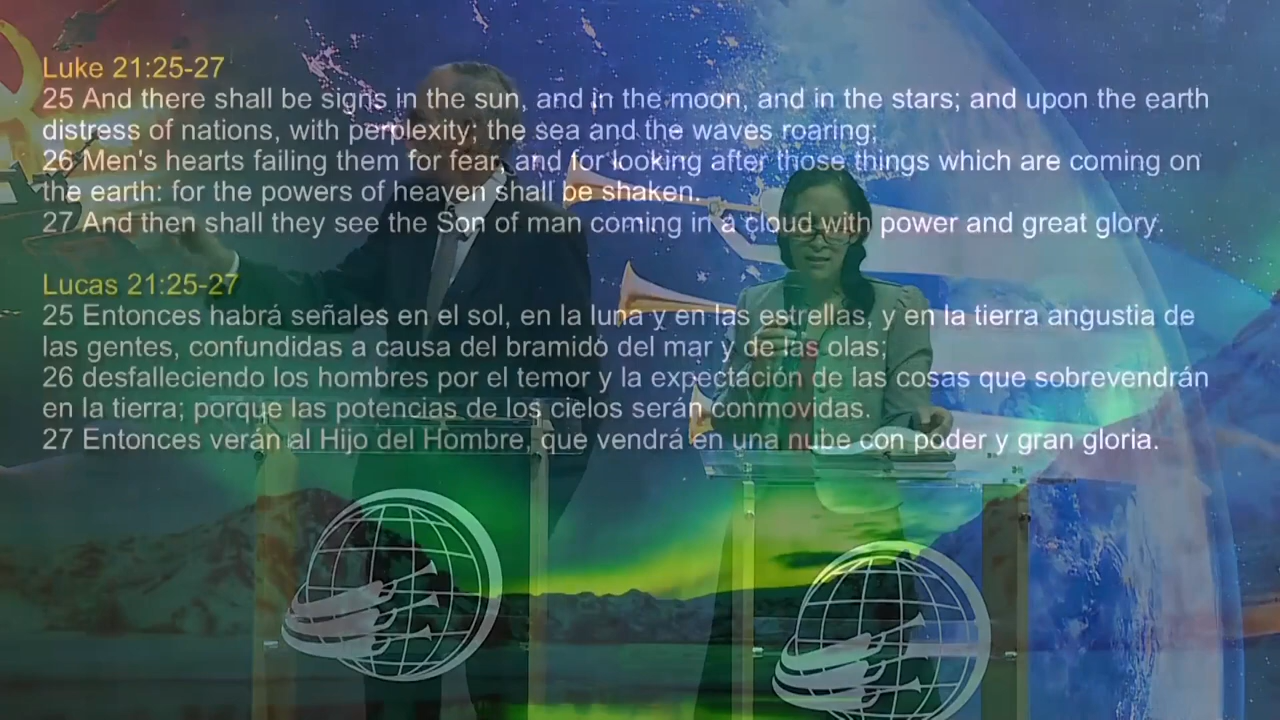 Luke 21:25-27
25 And there shall be signs in the sun, and in the moon, and in the stars; and upon the earth
distress of nations, with perplexity; the sea and the waves roaring;
26 Men's hearts failing them for fear, and for looking after those things which are coming on
the earth: for the powers of heaven shall be shaken.
27 And then shall they see the Son of man coming in a cloud with power and great glory.
Lucas 21:25-27
25 Entonces habrá señales en el sol, en la luna y en las estrellas, y en la tierra angustia de
las gentes, confundidas a causa del bramido del mar y de las olas;
26 desfalleciendo los hombres por el temor y la expectación de las cosas que sobrevendrán
en la tierra; porque las potencias de los cielos serán conmovidas.
27 Entonces verán al Hijo del Hombre, que vendrá en una nube con poder y gran gloria.